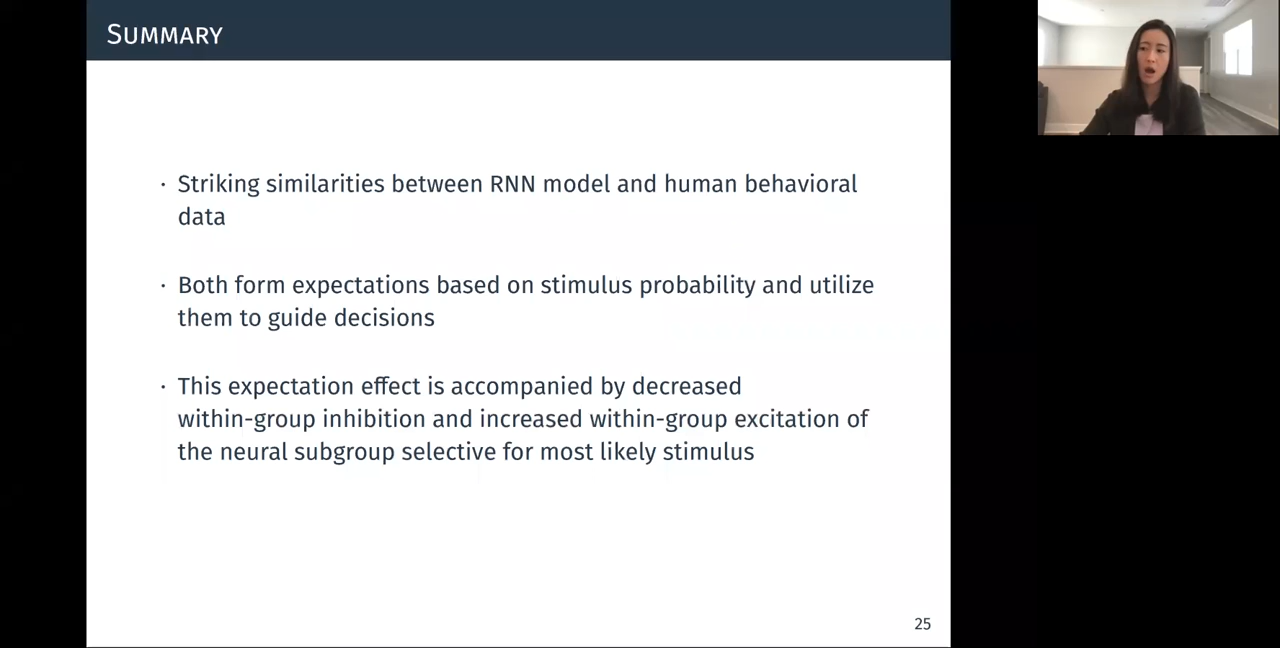 SUMMARY
· Striking similarities between RNN model and human behavioral
data
· Both form expectations based on stimulus probability and utilize
them to guide decisions
· This expectation effect is accompanied by decreased
within-group inhibition and increased within-group excitation of
the neural subgroup selective for most likely stimulus
25